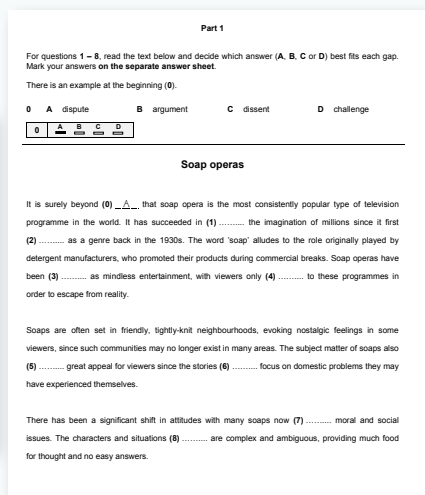 Part 1
For questions 1 – 8, read the text below and decide which answer (A, B, C or D) best fits each gap.
Mark your answers on the separate answer sheet.
There is an example at the beginning (0).
0 A dispute B argument C dissent D challenge
0 A B C D
Soap operas
It is surely beyond (0) __A__ that soap opera is the most consistently popular type of television
programme in the world. It has succeeded in (1) .......... the imagination of millions since it first
(2) .......... as a genre back in the 1930s. The word 'soap' alludes to the role originally played by
detergent manufacturers, who promoted their products during commercial breaks. Soap operas have
been (3) .......... as mindless entertainment, with viewers only (4) .......... to these programmes in
order to escape from reality.
Soaps are often set in friendly, tightly-knit neighbourhoods, evoking nostalgic feelings in some
viewers, since such communities may no longer exist in many areas. The subject matter of soaps also
(5) .......... great appeal for viewers since the stories (6) .......... focus on domestic problems they may
have experienced themselves.
There has been a significant shift in attitudes with many soaps now (7) .......... moral and social
issues. The characters and situations (8) .......... are complex and ambiguous, providing much food
for thought and no easy answers.